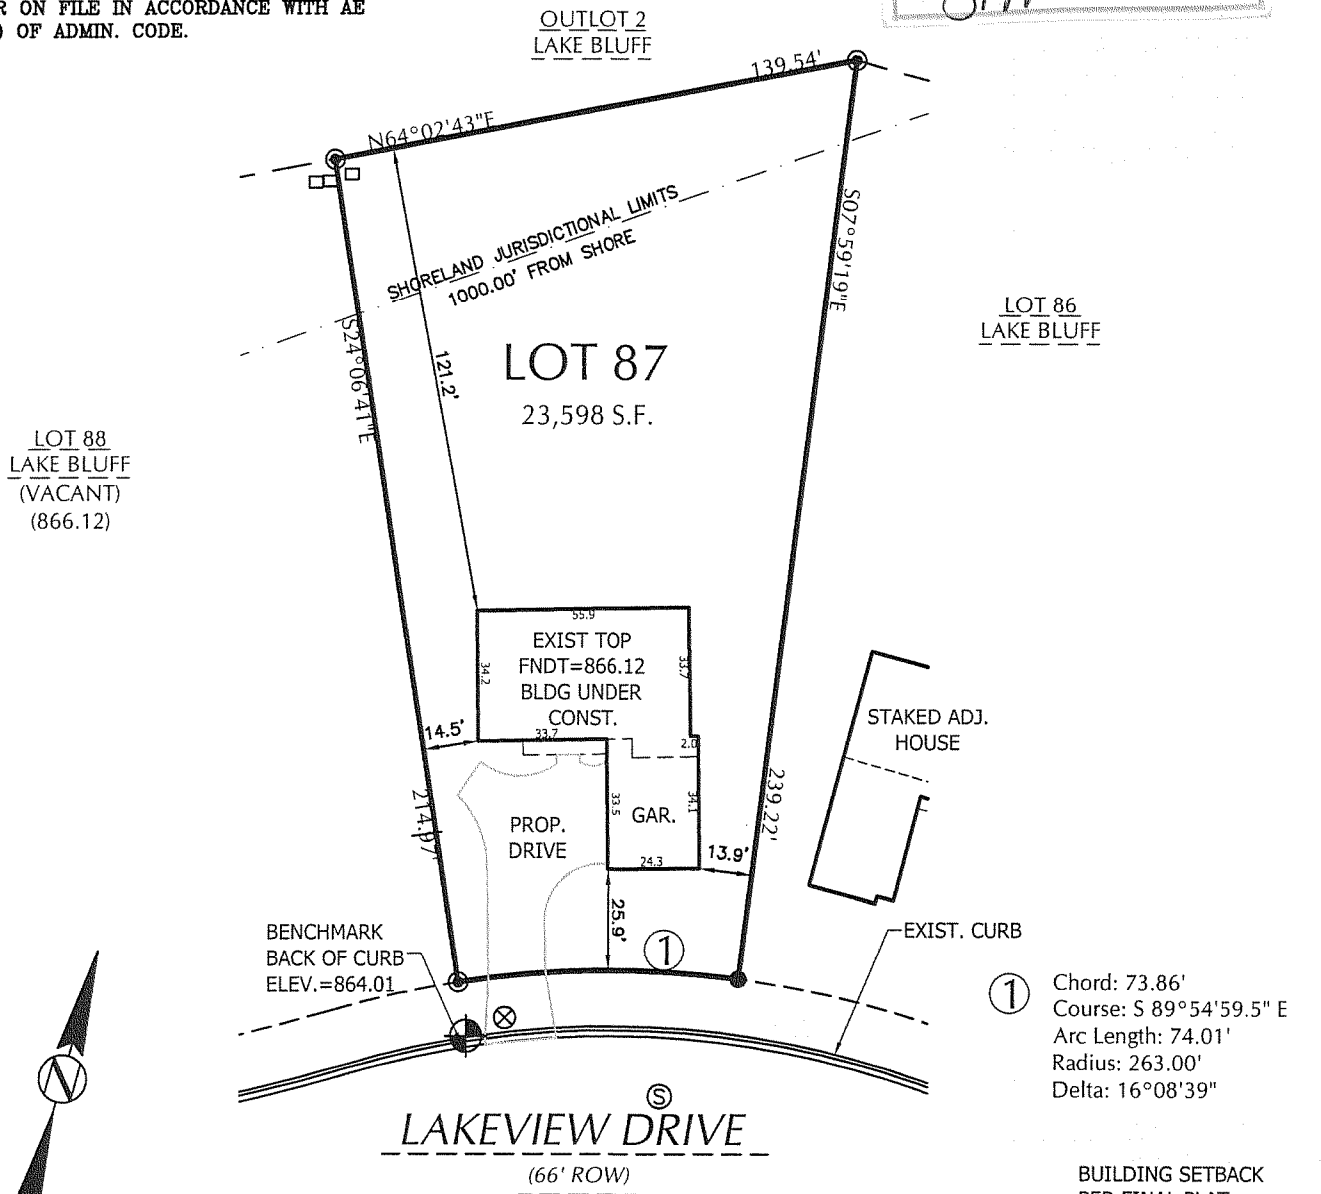 R ON FILE IN ACCORDANCE WITH AE
) OF ADMIN. CODE.
OUTLOT 2
LAKE BLUFF
139.54'
N64°02'43"E
SHORELAND JURISDICTIONAL LIMITS
1000.00' FROM SHORE
S07°59'19"E
S24°06'41"E
121.2'
LOT 87
23,598 S.F.
LOT 86
LAKE BLUFF
LOT 88
LAKE BLUFF
(VACANT)
(866.12)
55.9
EXIST TOP
FNDT=866.12
BLDG UNDER
CONST.
34.2
33.7
33.7
2.0
14.5'
STAKED ADJ.
HOUSE
214.97'
239.22'
33.5
34.1
GAR.
PROP.
DRIVE
24.3
13.9'
25.9'
1
BENCHMARK
BACK OF CURB
ELEV.=864.01
EXIST. CURB
1
Chord: 73.86'
Course: S 89°54'59.5" E
Arc Length: 74.01'
Radius: 263.00'
Delta: 16°08'39"
N
S
LAKEVIEW DRIVE
(66' ROW)
BUILDING SETBACK
PER FINAL PLAT